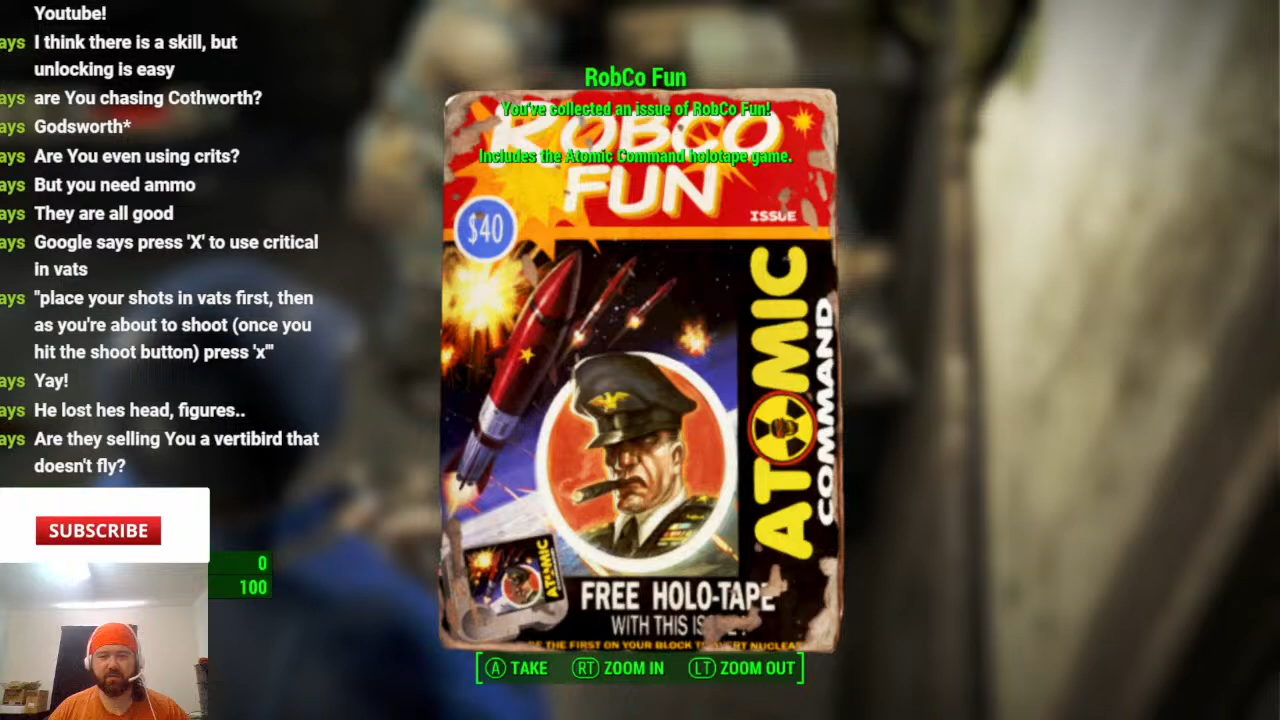 Youtube!
ays I think there is a skill, but
unlocking is easy
ays are You chasing Cothworth?
ays Godsworth*
ays Are You even using crits?
ays But you need ammo
ays They are all good
ays Google says press 'X' to use critical
in vats
ays "place your shots in vats first, then
as you're about to shoot (once you
hit the shoot button) press 'x'"
ays Yay!
ays He lost hes head, figures..
ays Are they selling You a vertibird that
doesn't fly?
SUBSCRIBE
0
100
RobCo Fun
You've collected an issue of RobCo Fun!
Includes the Atomic Command holotape game.
ROBCO
FUN
ISSUE
$40
ATOMIC
COMMAND
ATOMIC
FREE HOLO-TAPE
WITH THIS
THE FIRST ON YOUR BLOCK
NUCLEAR
A TAKE RT ZOOM IN LT ZOOM OUT